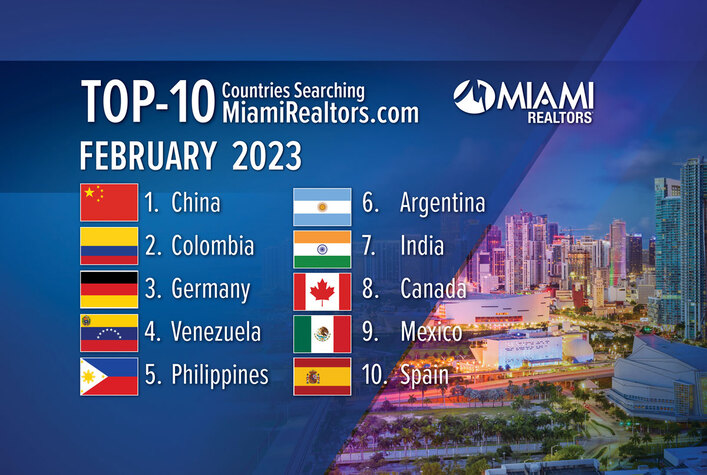 TOP-10 Countries Searching
MiamiRealtors.com
MIAMI
REALTORS
FEBRUARY 2023
1. China
2. Colombia
3. Germany
4. Venezuela
5. Philippines
6. Argentina
7. India
8. Canada
9. Mexico
10. Spain